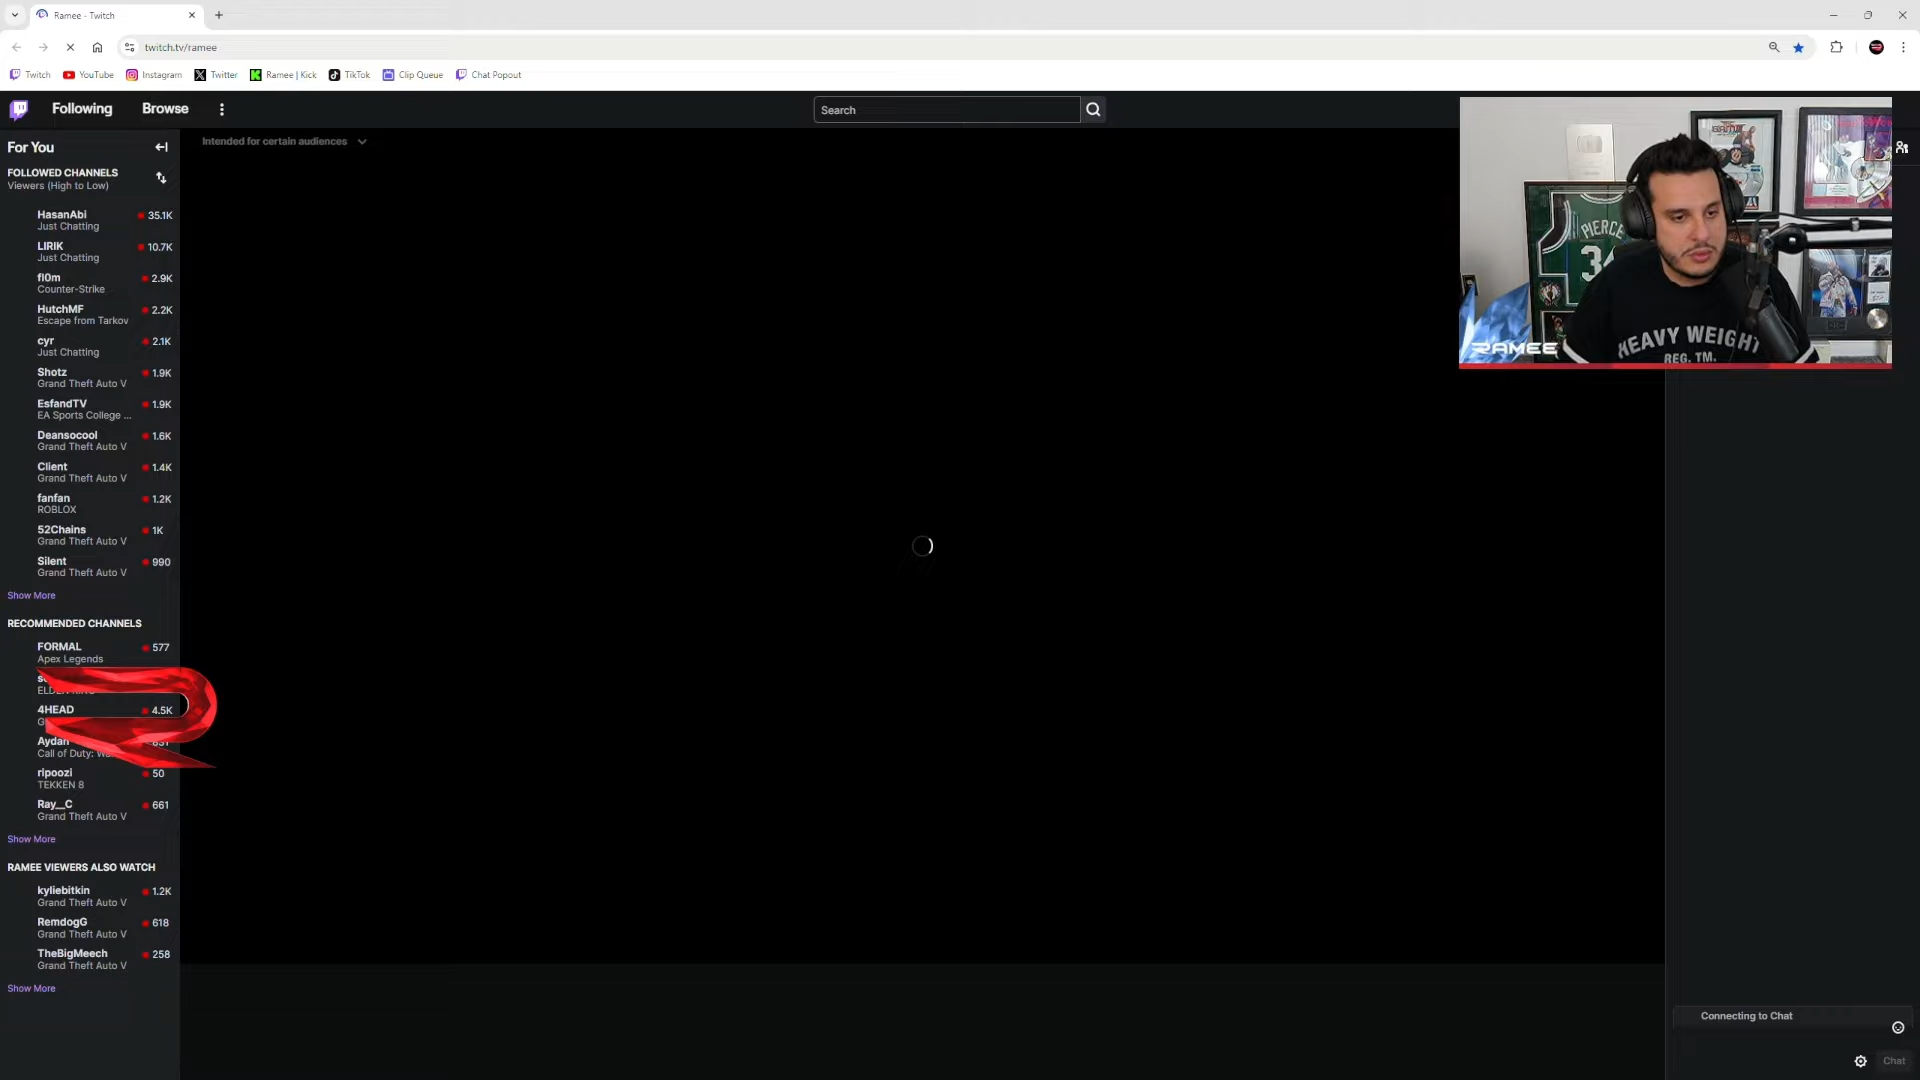 Ramee - Twitch
twitch.tv/ramee
Twitch
YouTube
Instagram
Twitter
Ramee | Kick
TikTok
Clip Queue
Chat Popout
Following
Browse
Search
For You
FOLLOWED CHANNELS
Viewers (High to Low)
HasanAbi 35.1K
Just Chatting
LIRIK 10.7K
Just Chatting
fl0m 2.9K
Counter-Strike
HutchMF 2.2K
Escape from Tarkov
cyr 2.1K
Just Chatting
Shotz 1.9K
Grand Theft Auto V
EsfandTV 1.9K
EA Sports College ...
Deansocool 1.6K
Grand Theft Auto V
Client 1.4K
Grand Theft Auto V
fanfan 1.2K
ROBLOX
52Chains 1K
Grand Theft Auto V
Silent 990
Grand Theft Auto V
Show More
RECOMMENDED CHANNELS
FORMAL 577
Apex Legends
4HEAD 4.5K
Aydan
Call of Duty:
ripoozi 50
TEKKEN 8
Ray__C 661
Grand Theft Auto V
Show More
RAMEE VIEWERS ALSO WATCH
kyliebitkin 1.2K
Grand Theft Auto V
RemdogG 618
Grand Theft Auto V
TheBigMeech 258
Grand Theft Auto V
Show More
Intended for certain audiences
PIERCE
HEAVY WEIGHT
REG. TM.
RAMEE
Connecting to Chat
Chat